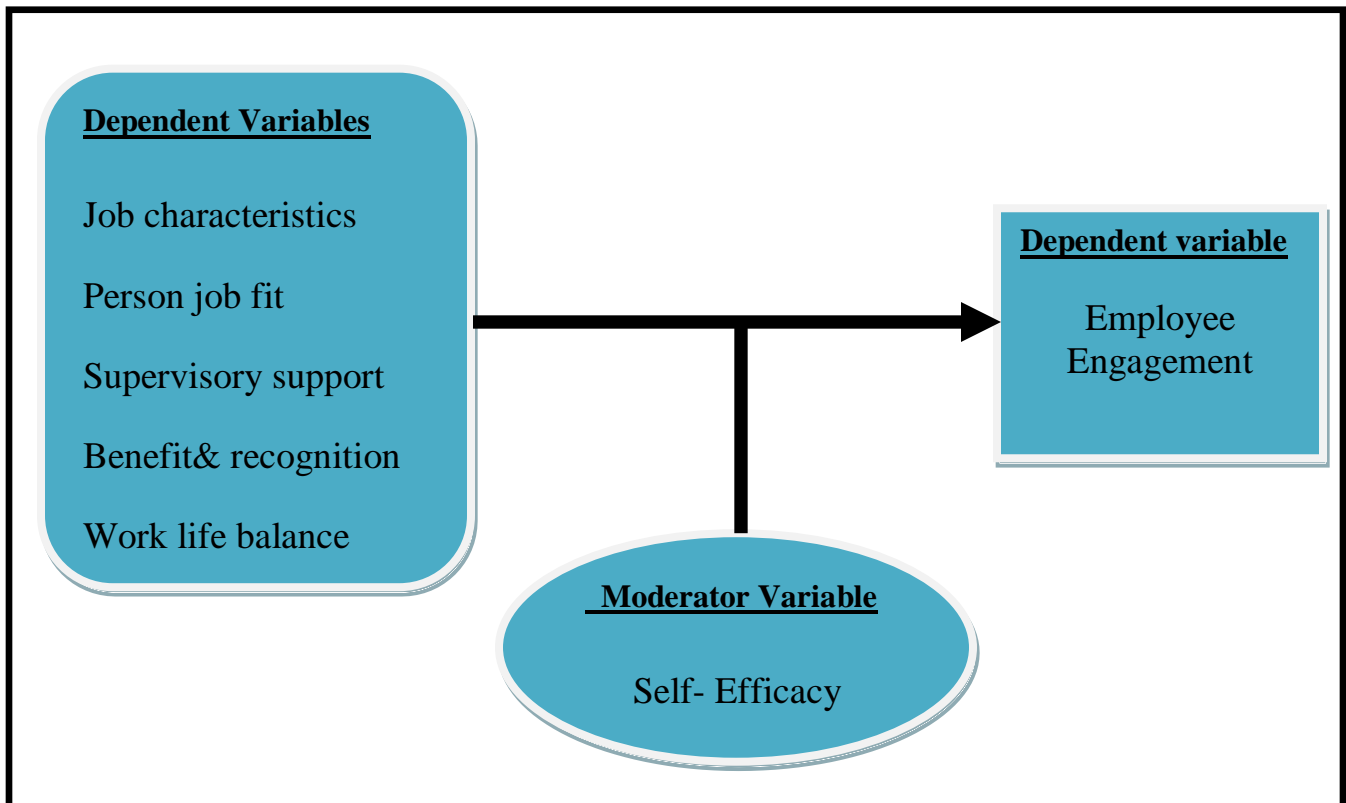 Dependent Variables
Job characteristics
Person job fit
Supervisory support
Benefit& recognition
Work life balance
Dependent variable
Employee
Engagement
Moderator Variable
Self- Efficacy